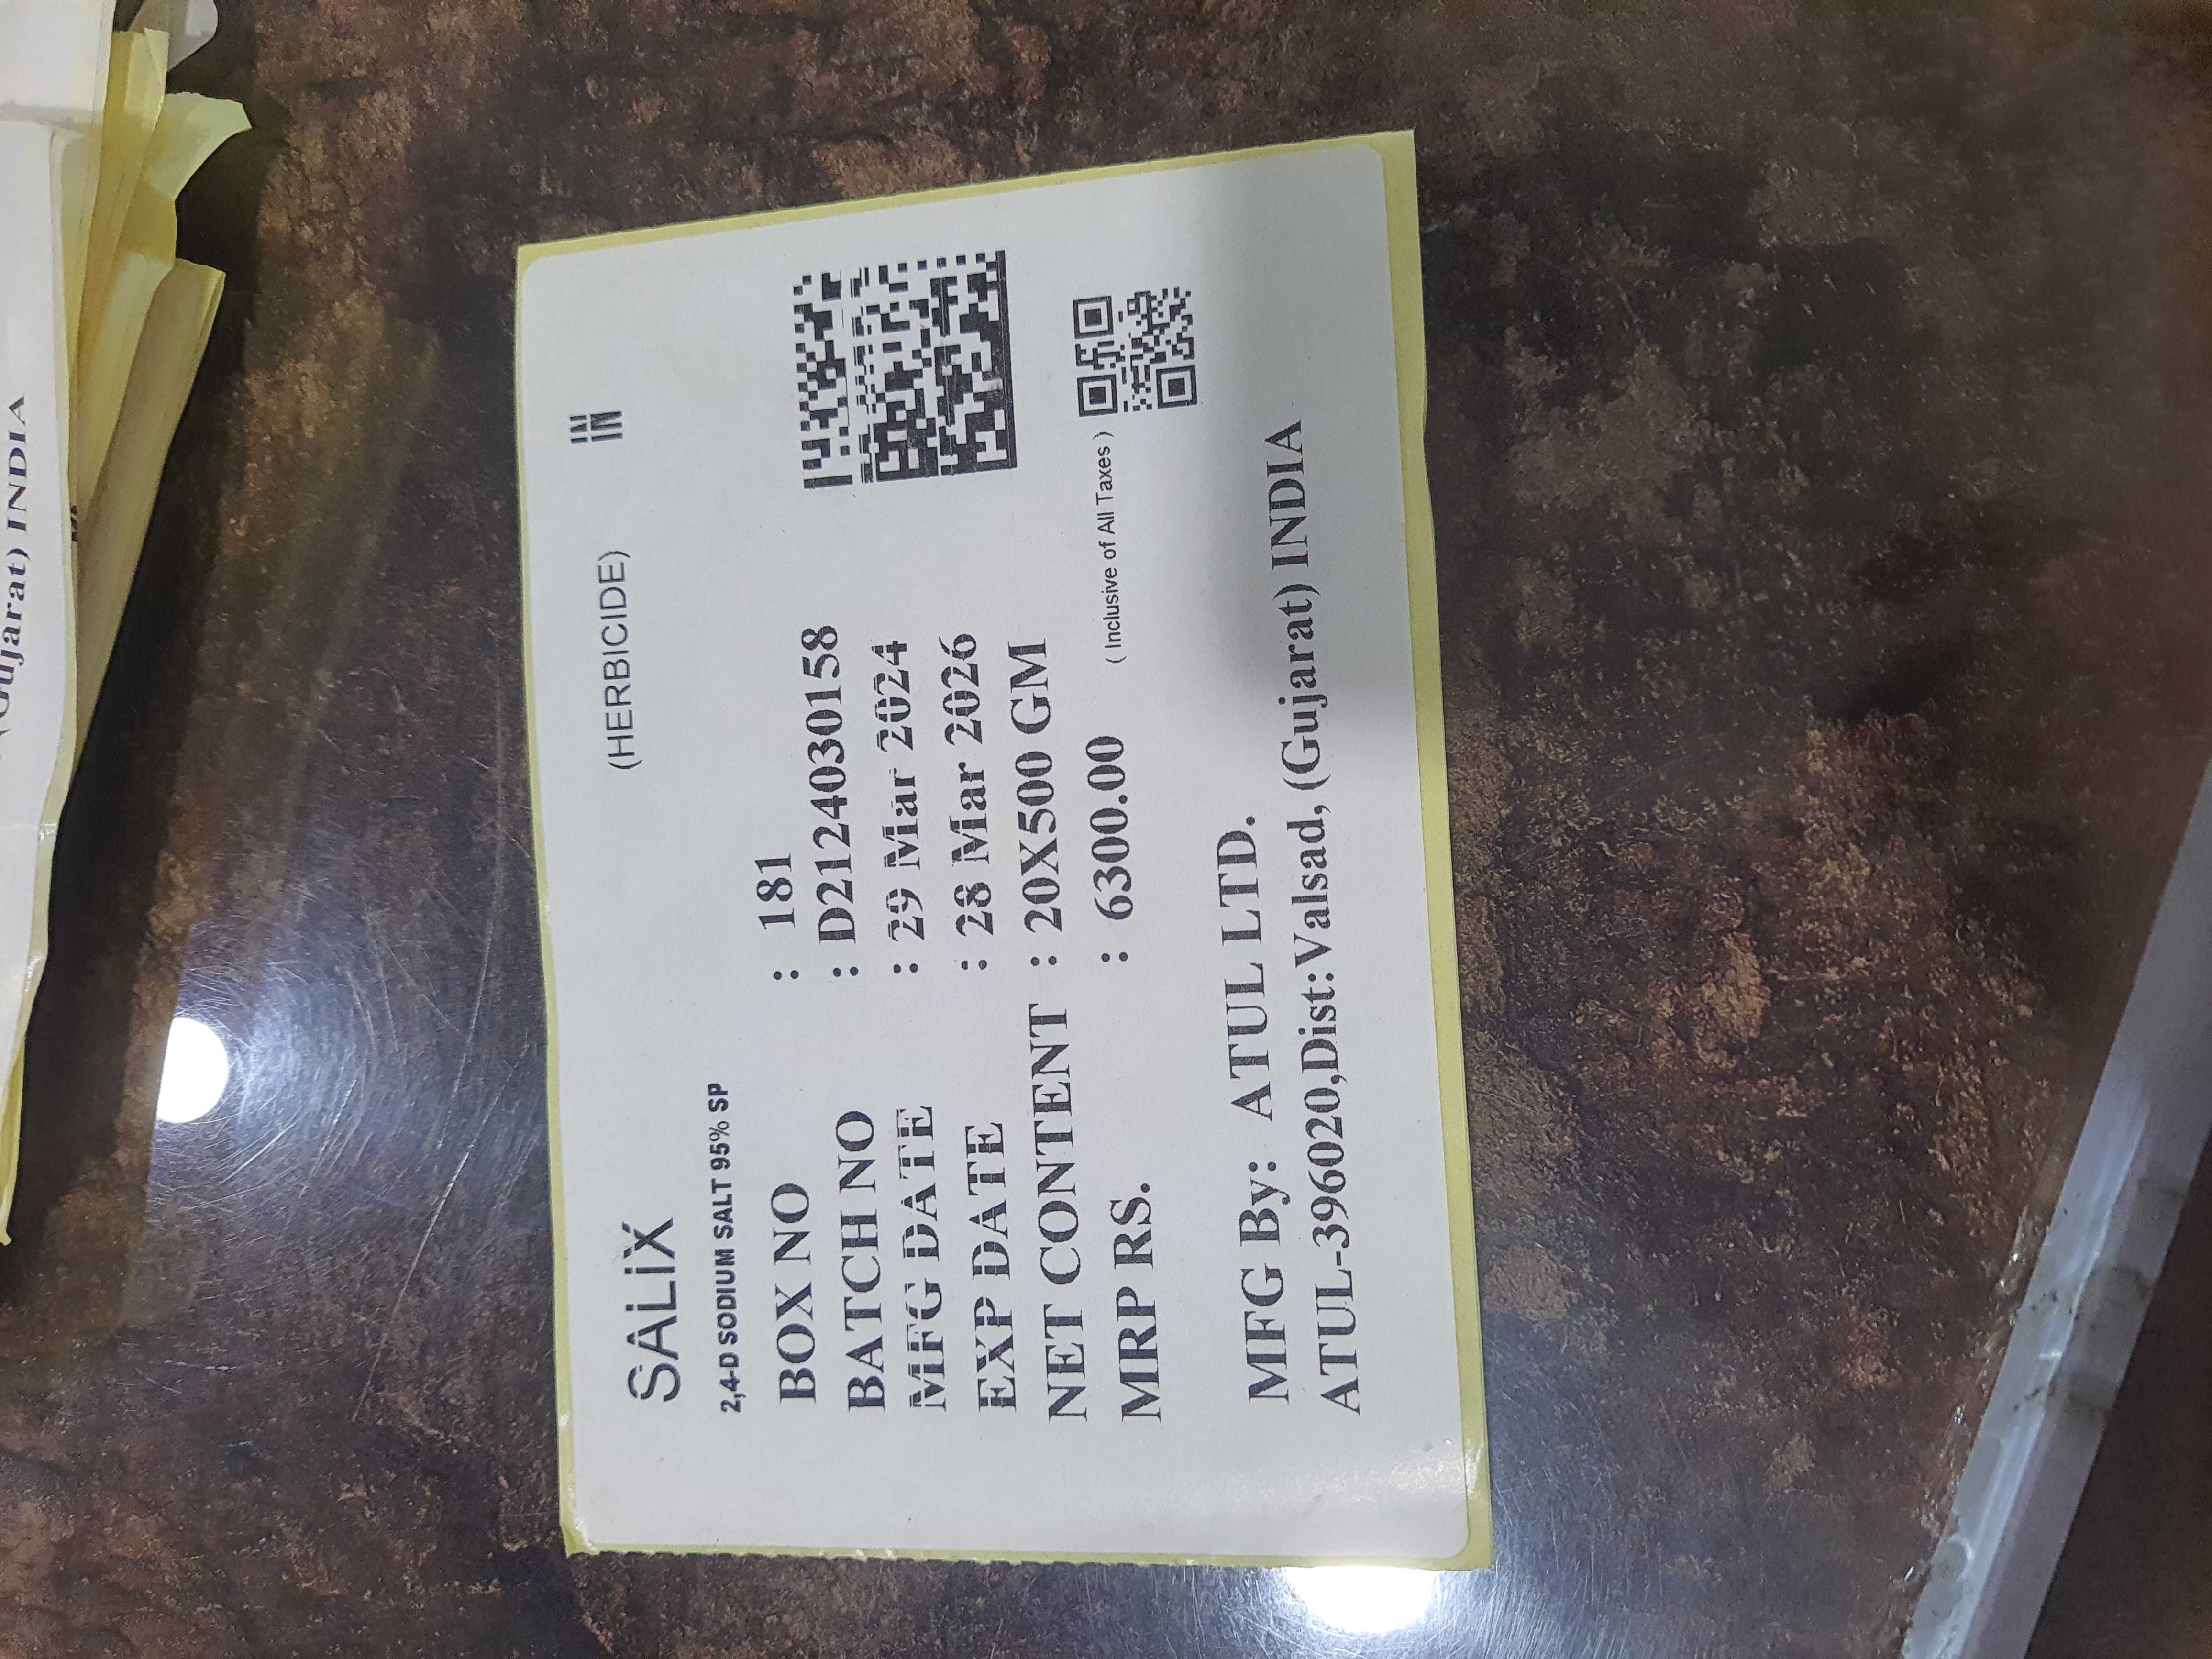 SALiX (HERBICIDE) IN
2,4-D SODIUM SALT 95% SP
BOX NO : 181
BATCH NO : D2124030158
MFG DATE : 29 Mar 2024
EXP DATE : 28 Mar 2026
NET CONTENT : 20X500 GM
MRP RS. : 6300.00 ( Inclusive of All Taxes )
MFG By: ATUL LTD.
ATUL-396020,Dist:Valsad, (Gujarat) INDIA
(Gujarat) INDIA